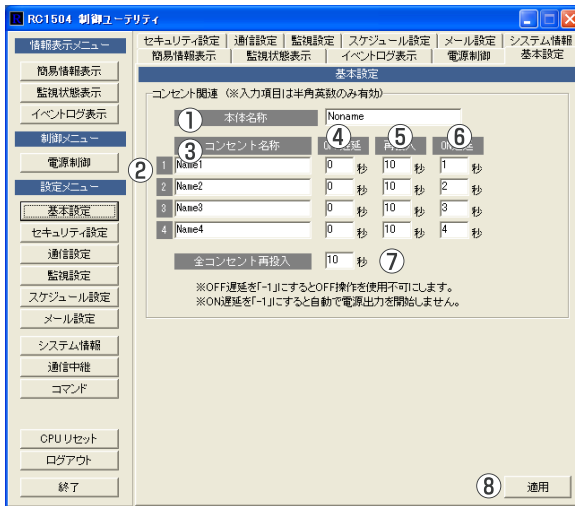 RC1504 制御ユーティリティ
情報表示メニュー
簡易情報表示
監視状態表示
イベントログ表示
制御メニュー
電源制御
設定メニュー
基本設定
セキュリティ設定
通信設定
監視設定
スケジュール設定
メール設定
システム情報
通信中継
コマンド
CPUリセット
ログアウト
終了
セキュリティ設定 通信設定 監視設定 スケジュール設定 メール設定 システム情報
簡易情報表示 監視状態表示 イベントログ表示 電源制御 基本設定
基本設定
コンセント関連 (※入力項目は半角英数のみ有効)
① 本体名称 Noname
③ コンセント名称 ④ ⑤ ⑥
② 1 Name1 0 秒 10 秒 1 秒
2 Name2 0 秒 10 秒 2 秒
3 Name3 0 秒 10 秒 3 秒
4 Name4 0 秒 10 秒 4 秒
全コンセント再投入 10 秒 ⑦
※OFF遅延を「-1」にするとOFF操作を使用不可にします。
※ON遅延を「-1」にすると自動で電源出力を開始しません。
⑧ 適用